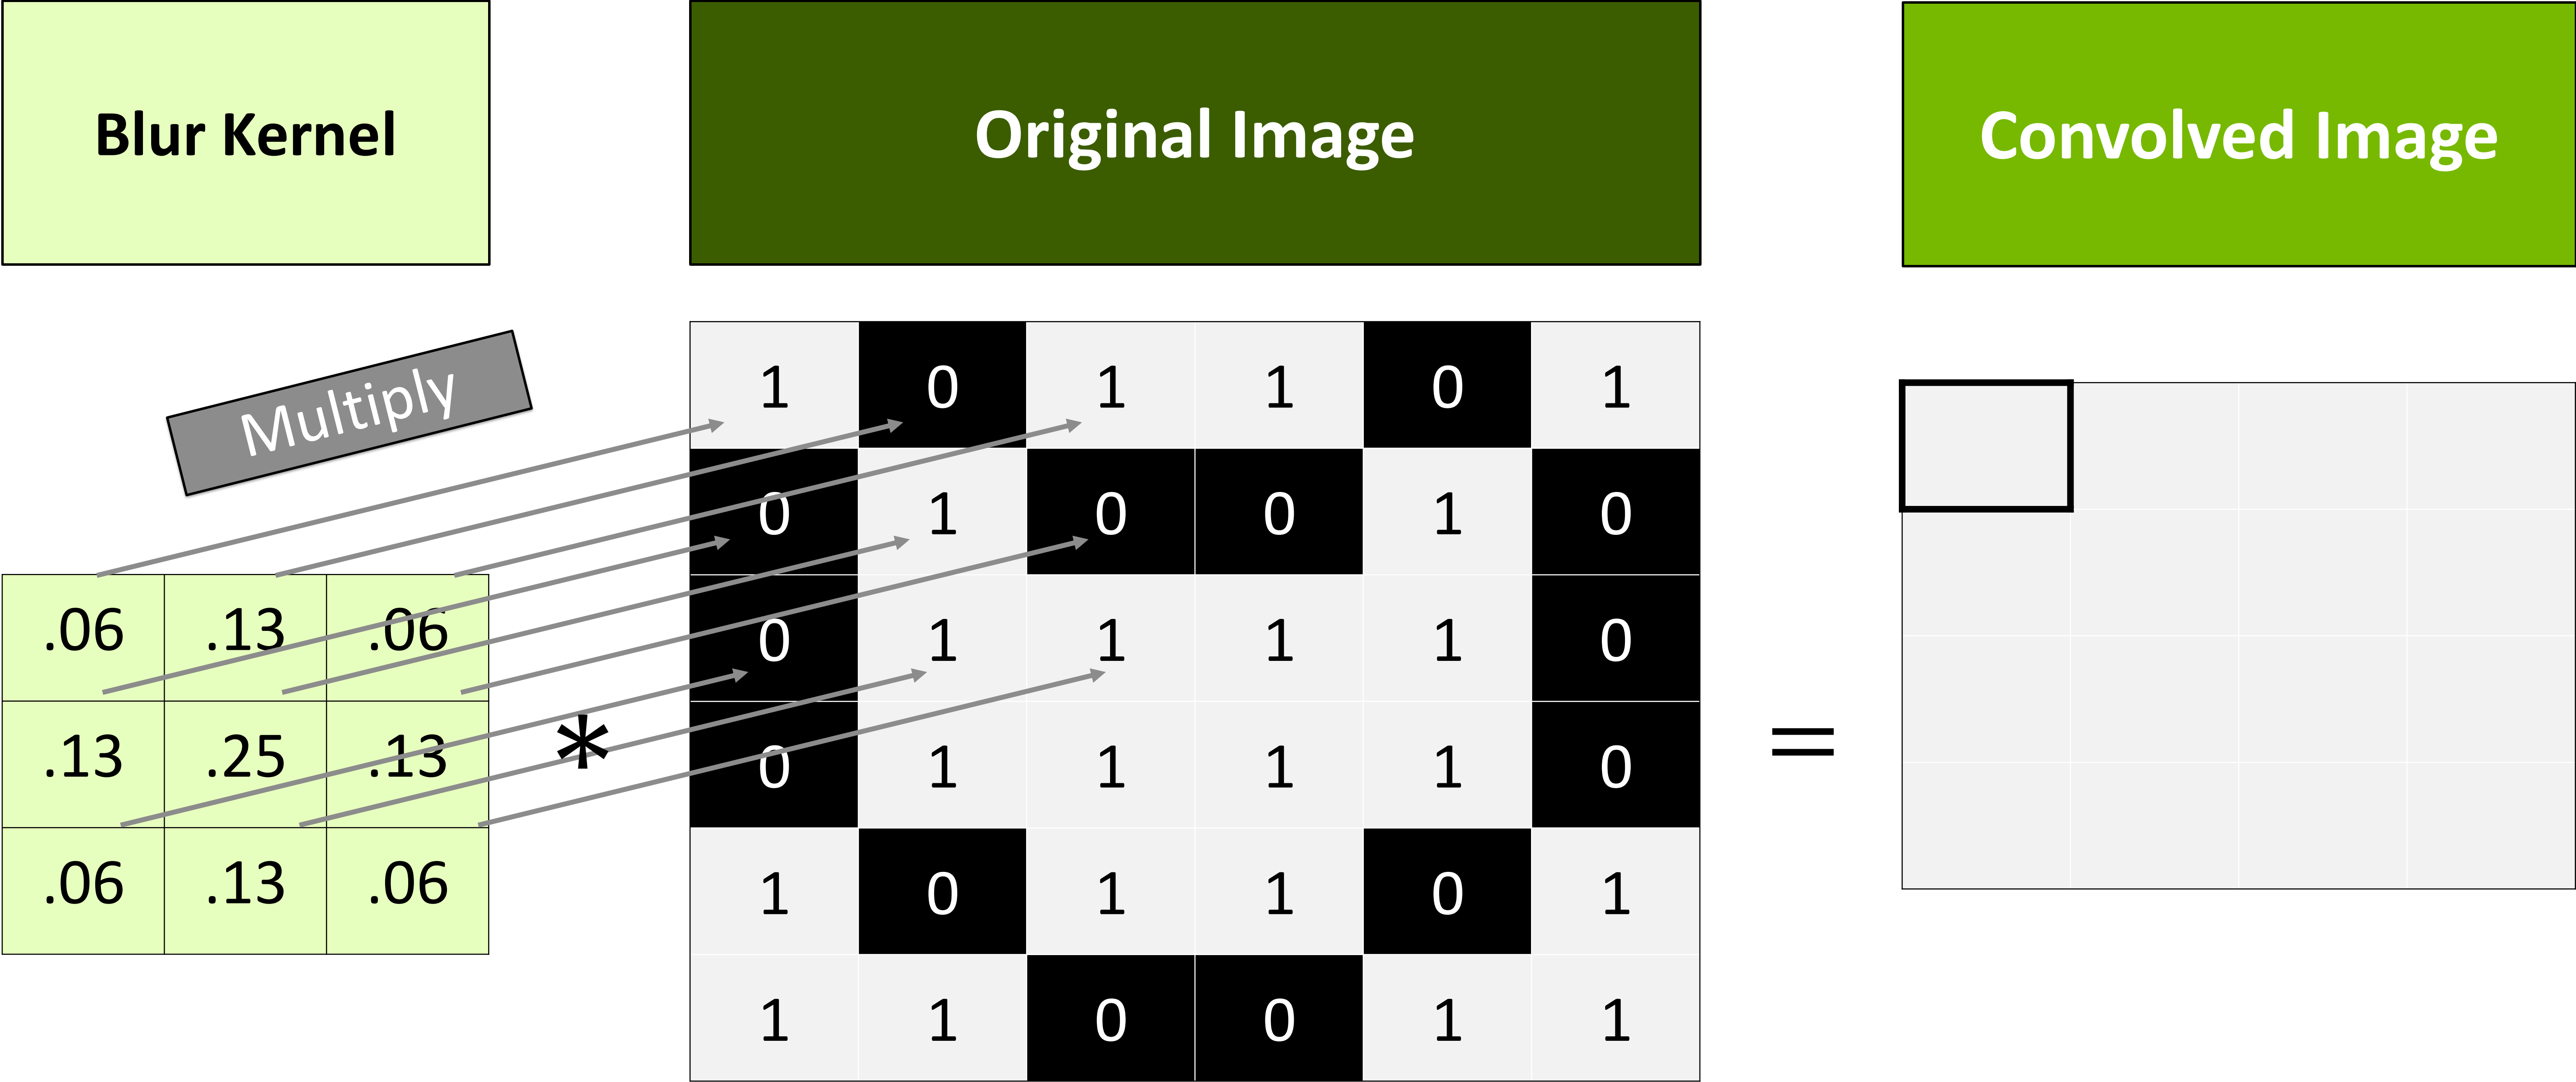 Blur Kernel
Original Image
Convolved Image
Multiply
.06 .13 .06
.13 .25 .13
.06 .13 .06
*
1 0 1 1 0 1
0 1 0 0 1 0
0 1 1 1 1 0
0 1 1 1 1 0
1 0 1 1 0 1
1 1 0 0 1 1
=